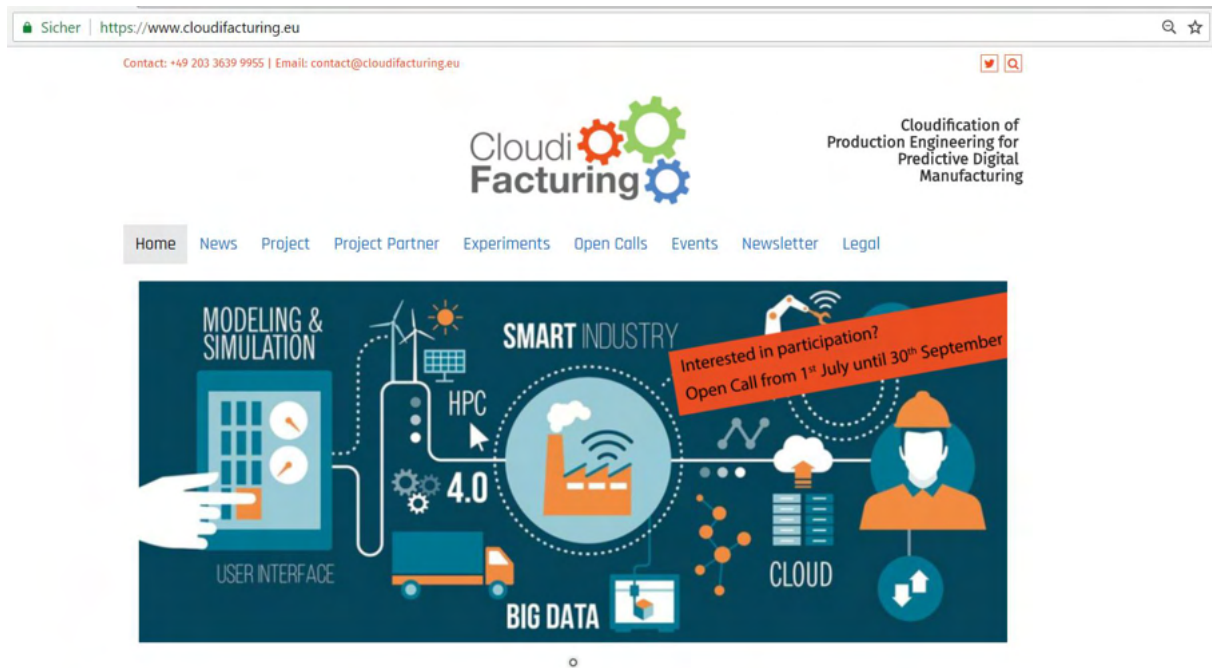 Sicher | https://www.cloudifacturing.eu
Contact: +49 203 3639 9955 | Email: contact@cloudifacturing.eu
Cloudi
Facturing
Cloudification of
Production Engineering for
Predictive Digital
Manufacturing
Home News Project Project Partner Experiments Open Calls Events Newsletter Legal
MODELING &
SIMULATION
SMART INDUSTRY
Interested in participation?
Open Call from 1st July until 30th September
HPC
4.0
USER INTERFACE
CLOUD
BIG DATA